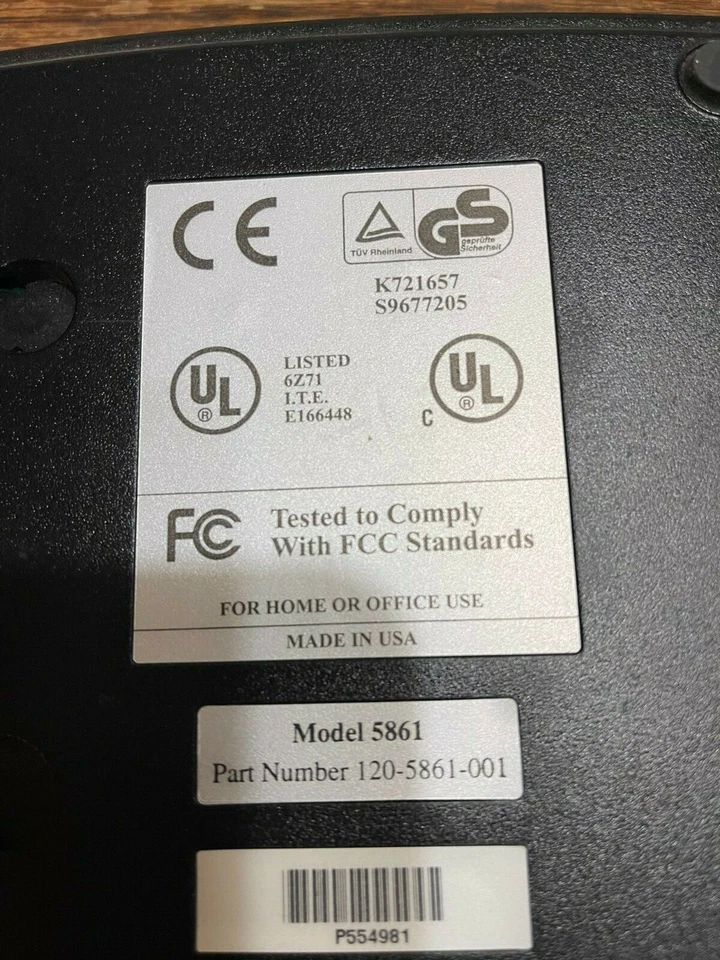 CE
TÜV Rheinland
GS
geprüfte
Sicherheit
K721657
S9677205
UL
®
LISTED
6Z71
I.T.E.
E166448
C
UL
®
FC
Tested to Comply
With FCC Standards
FOR HOME OR OFFICE USE
MADE IN USA
Model 5861
Part Number 120-5861-001
P554981